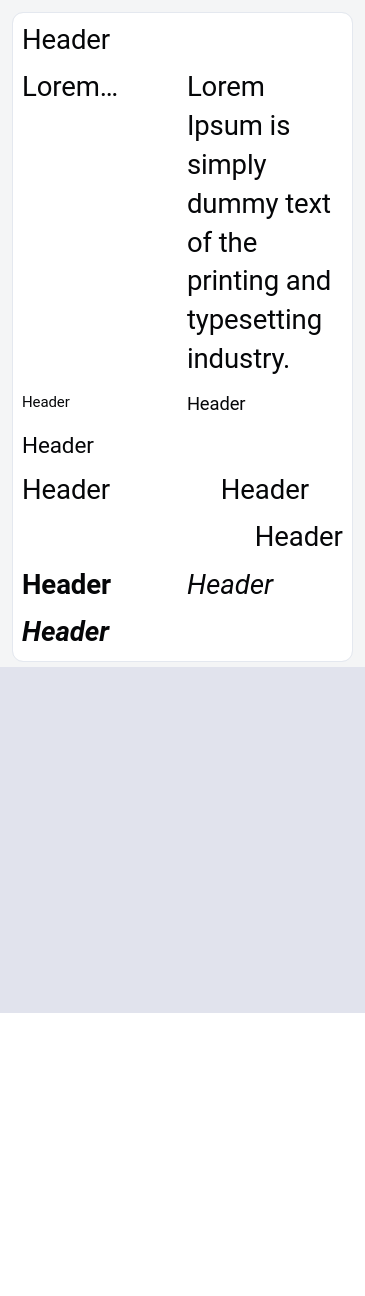 Header
Lorem…
Lorem
Ipsum is
simply
dummy text
of the
printing and
typesetting
industry.
Header
Header
Header
Header
Header
Header
Header
Header
Header